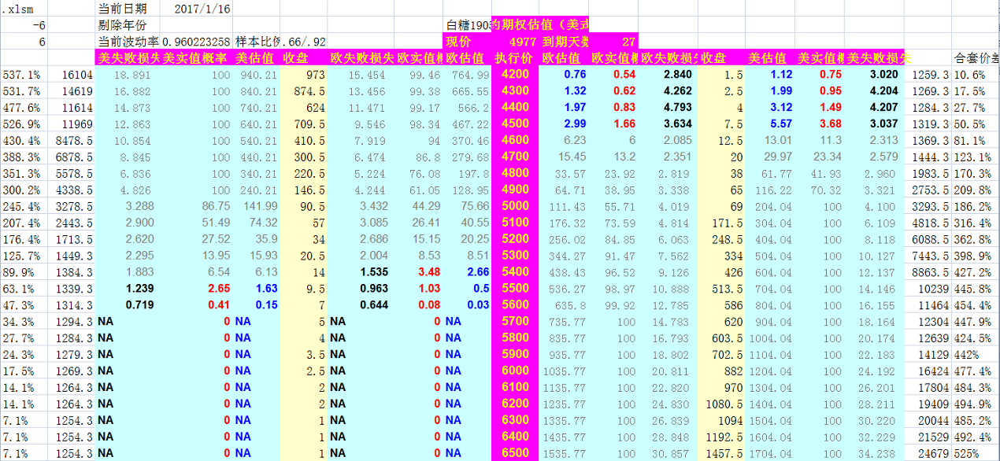 .xlsm 当前日期 2017/1/16
-6 剔除年份 白糖190 的期权估值（美式
6 当前波动率 0.960223258 样本比例 .66/.92 现价 4977 到期天数 27
美失败损失 美实值概率 美估值 收盘 欧失败损失 欧实值概 欧估值 执行价 欧估值 欧实值概 欧失败损失 收盘 美估值 美实值概 美失败损失 合套价差
537.1% 16104 18.891 100 940.21 973 15.454 99.46 764.99 4200 0.76 0.54 2.840 1.5 1.12 0.75 3.020 1259.3 10.6%
531.7% 14619 16.882 100 840.21 874.5 13.456 99.38 665.55 4300 1.32 0.62 4.262 2.5 1.99 0.95 4.204 1269.3 17.5%
477.6% 11614 14.873 100 740.21 624 11.471 99.17 566.2 4400 1.97 0.83 4.793 4 3.12 1.49 4.207 1284.3 27.7%
526.9% 11969 12.863 100 640.21 709.5 9.546 98.34 467.22 4500 2.99 1.66 3.634 7.5 5.57 3.68 3.037 1319.3 50.5%
430.4% 8478.5 10.854 100 540.21 410.5 7.919 94 370.46 4600 6.23 6 2.085 12.5 13.01 11.3 2.313 1369.3 81.1%
388.3% 6878.5 8.845 100 440.21 300.5 6.474 86.8 279.68 4700 15.45 13.2 2.351 20 29.97 23.34 2.579 1444.3 123.1%
351.3% 5578.5 6.836 100 340.21 220.5 5.224 76.08 197.8 4800 33.57 23.92 2.819 38 61.77 41.93 2.960 1983.5 170.3%
300.2% 4338.5 4.826 100 240.21 146.5 4.244 61.05 128.95 4900 64.71 38.95 3.338 65 116.22 70.32 3.321 2753.5 209.8%
245.4% 3278.5 3.288 86.75 141.99 90.5 3.432 44.29 75.66 5000 111.43 55.71 4.019 69 204.04 100 4.100 3293.5 186.2%
207.4% 2443.5 2.900 51.49 74.32 57 3.085 26.41 40.55 5100 176.32 73.59 4.814 171.5 304.04 100 6.109 4818.5 316.4%
176.4% 1713.5 2.620 27.52 35.9 34 2.686 15.15 20.25 5200 256.02 84.85 6.063 248.5 404.04 100 8.118 6088.5 362.8%
125.7% 1449.3 2.295 13.95 15.93 20.5 2.004 8.53 8.51 5300 344.27 91.47 7.562 334 504.04 100 10.127 7443.5 398.9%
89.9% 1384.3 1.883 6.54 6.13 14 1.535 3.48 2.66 5400 438.43 96.52 9.126 426 604.04 100 12.137 8863.5 427.2%
63.1% 1339.3 1.239 2.65 1.63 9.5 0.963 1.03 0.5 5500 536.27 98.97 10.888 513.5 704.04 100 14.146 10239 445.8%
47.3% 1314.3 0.719 0.41 0.15 7 0.644 0.08 0.03 5600 635.8 99.92 12.785 586 804.04 100 16.155 11464 454.4%
34.3% 1294.3 NA 0 NA 5 NA 0 NA 5700 735.77 100 14.783 620 904.04 100 18.164 12304 447.9%
27.7% 1284.3 NA 0 NA 4 NA 0 NA 5800 835.77 100 16.793 603.5 1004.04 100 20.174 12639 424.5%
24.3% 1279.3 NA 0 NA 3.5 NA 0 NA 5900 935.77 100 18.802 702.5 1104.04 100 22.183 14129 442%
17.5% 1269.3 NA 0 NA 2.5 NA 0 NA 6000 1035.77 100 20.811 882 1204.04 100 24.192 16424 477.4%
14.1% 1264.3 NA 0 NA 2 NA 0 NA 6100 1135.77 100 22.820 970 1304.04 100 26.201 17804 484.3%
14.1% 1264.3 NA 0 NA 2 NA 0 NA 6200 1235.77 100 24.830 1080.5 1404.04 100 28.211 19409 494.9%
7.1% 1254.3 NA 0 NA 1 NA 0 NA 6300 1335.77 100 26.839 1094 1504.04 100 30.220 20044 485.2%
7.1% 1254.3 NA 0 NA 1 NA 0 NA 6400 1435.77 100 28.848 1192.5 1604.04 100 32.229 21529 492.4%
7.1% 1254.3 NA 0 NA 1 NA 0 NA 6500 1535.77 100 30.857 1457.5 1704.04 100 34.238 24679 525%